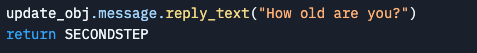 update_obj.message.reply_text("How old are you?")
return SECONDSTEP